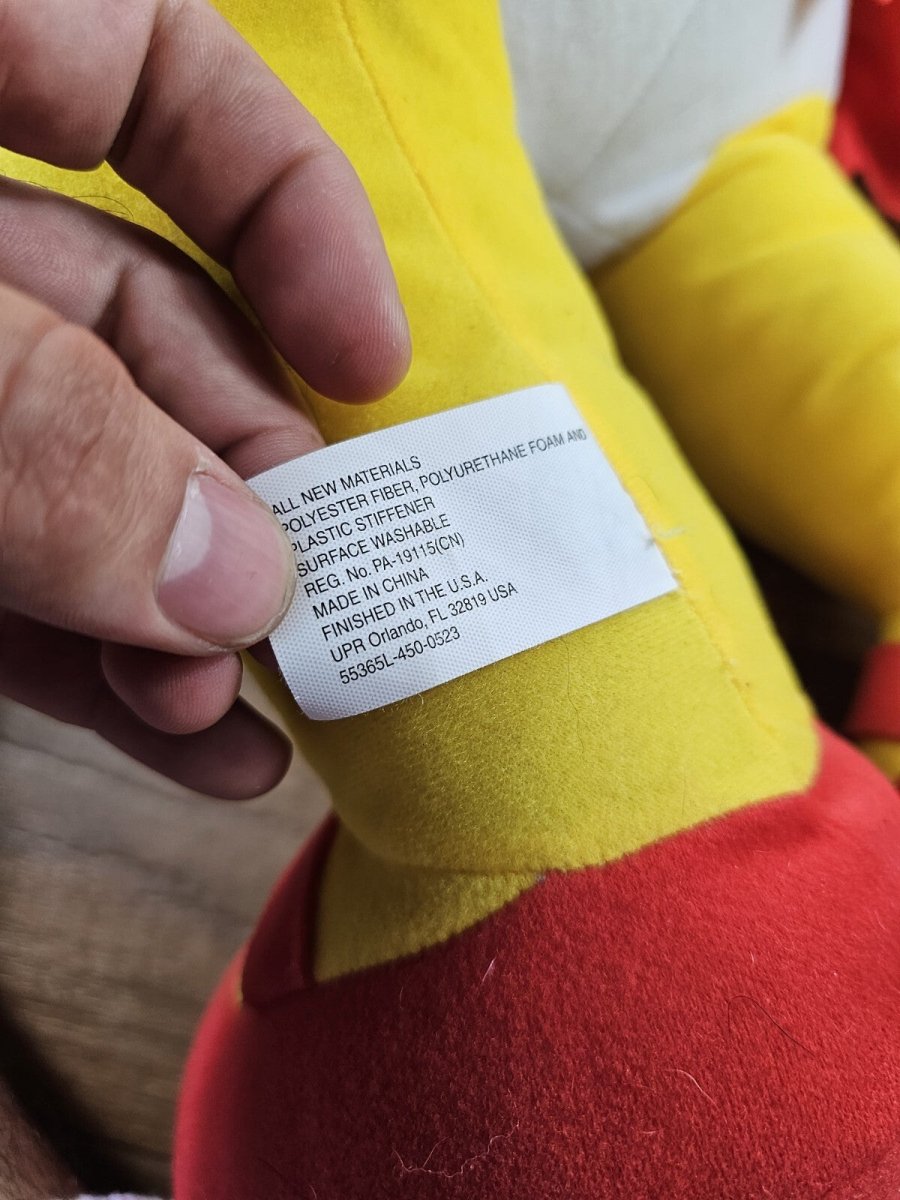 ALL NEW MATERIALS
POLYESTER FIBER, POLYURETHANE FOAM AND
PLASTIC STIFFENER
SURFACE WASHABLE
REG. No. PA-19115(CN)
MADE IN CHINA
FINISHED IN THE U.S.A.
UPR Orlando, FL 32819 USA
55365L-450-0523